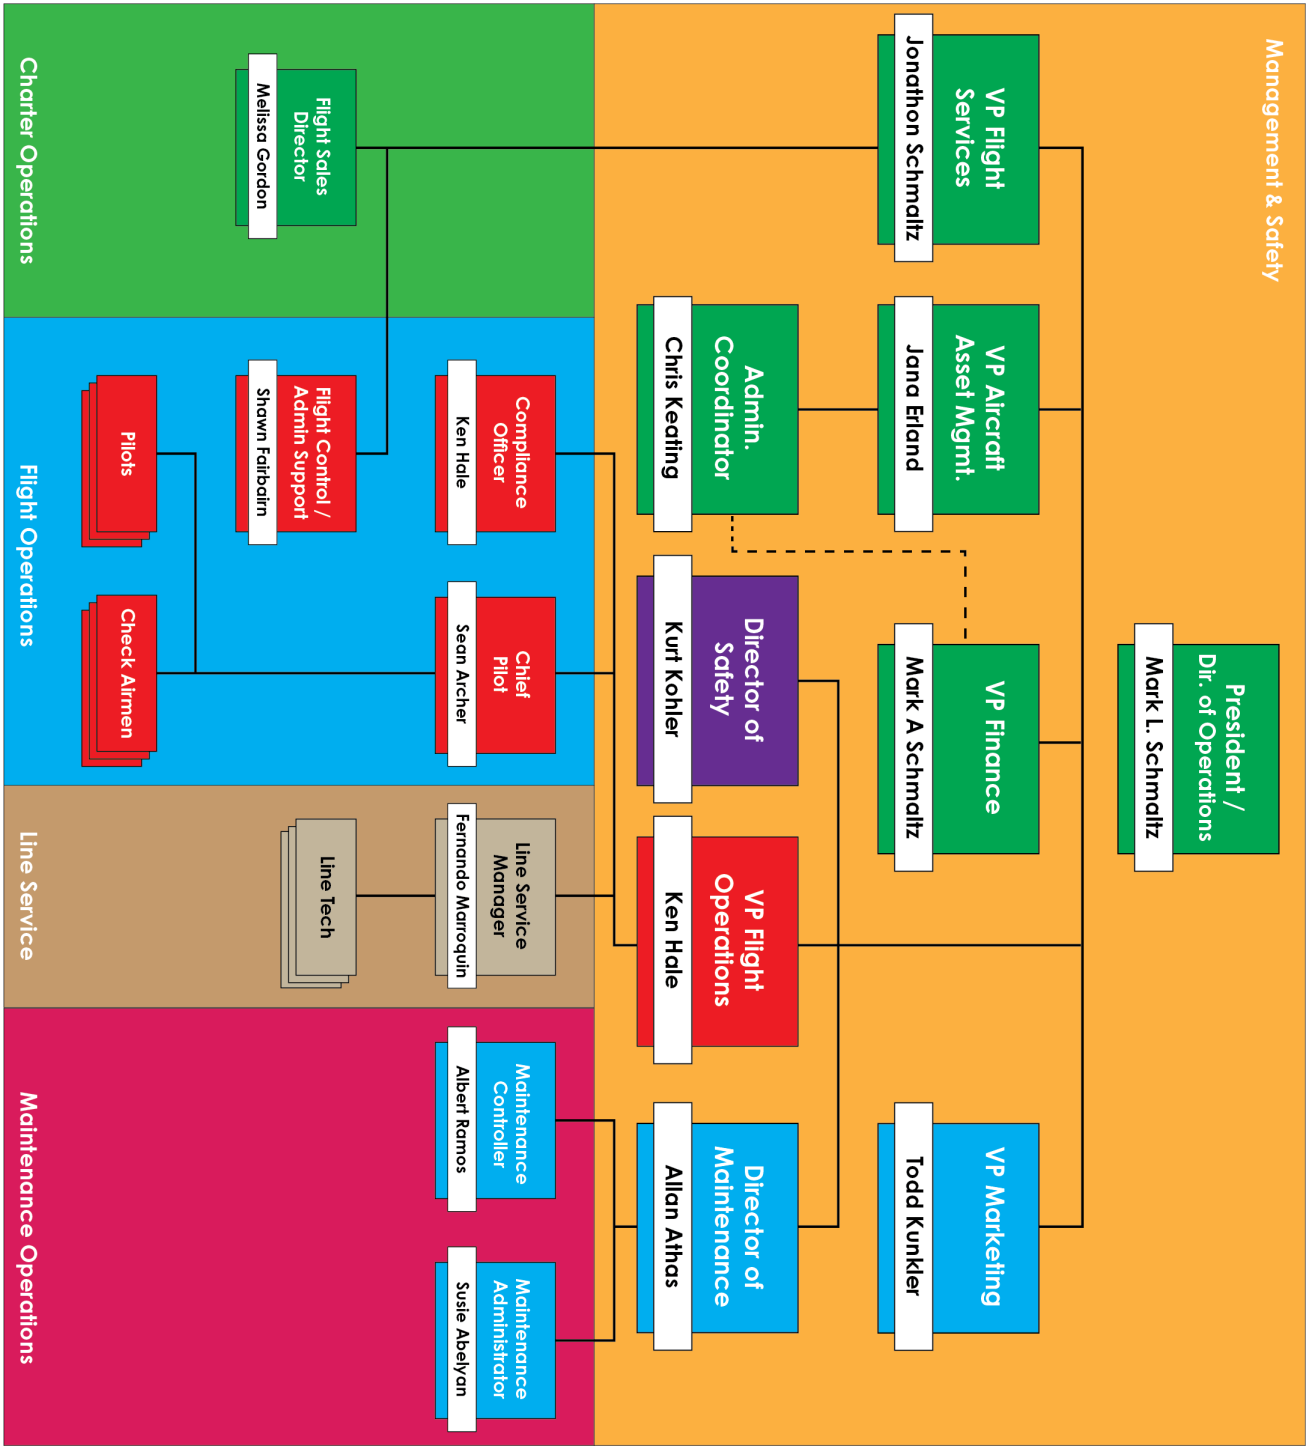 Management & Safety
President /
Dir. of Operations
Mark L. Schmaltz
VP Flight
Services
Jonathon Schmaltz
VP Aircraft
Asset Mgmt.
Jana Erland
VP Finance
Mark A Schmaltz
VP Marketing
Todd Kunkler
Admin.
Coordinator
Chris Keating
Director of
Safety
Kurt Kohler
VP Flight
Operations
Ken Hale
Director of
Maintenance
Allan Athas
Compliance
Officer
Ken Hale
Chief
Pilot
Sean Archer
Line Service
Manager
Fernando Marroquin
Maintenance
Controller
Albert Ramos
Maintenance
Administrator
Susie Abelyan
Flight Sales
Director
Melissa Gordon
Flight Control /
Admin Support
Shawn Fairbairn
Line Tech
Pilots
Check Airmen
Charter Operations
Flight Operations
Line Service
Maintenance Operations